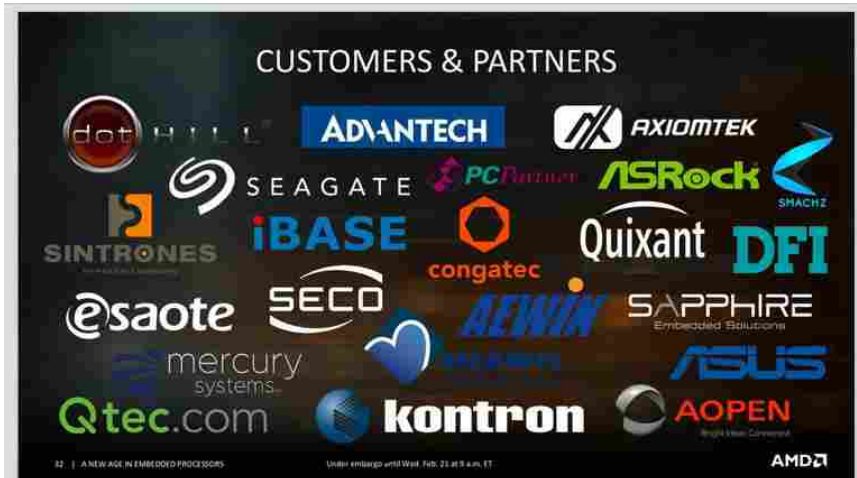 CUSTOMERS & PARTNERS
dot HILL
ADVANTECH
AXIOMTEK
SEAGATE
PCPartner
ASRock
SMACHZ
SINTRONES
iBASE
congatec
Quixant
DFI
esaote
SECO
AEWIN
SAPPHIRE
Embedded Solutions
mercury
systems
ASUS
Qtec.com
kontron
AOPEN
32 | A NEW AGE IN EMBEDDED PROCESSORS
Under embargo until Wed, Feb. 21 at 9 a.m. ET
AMD